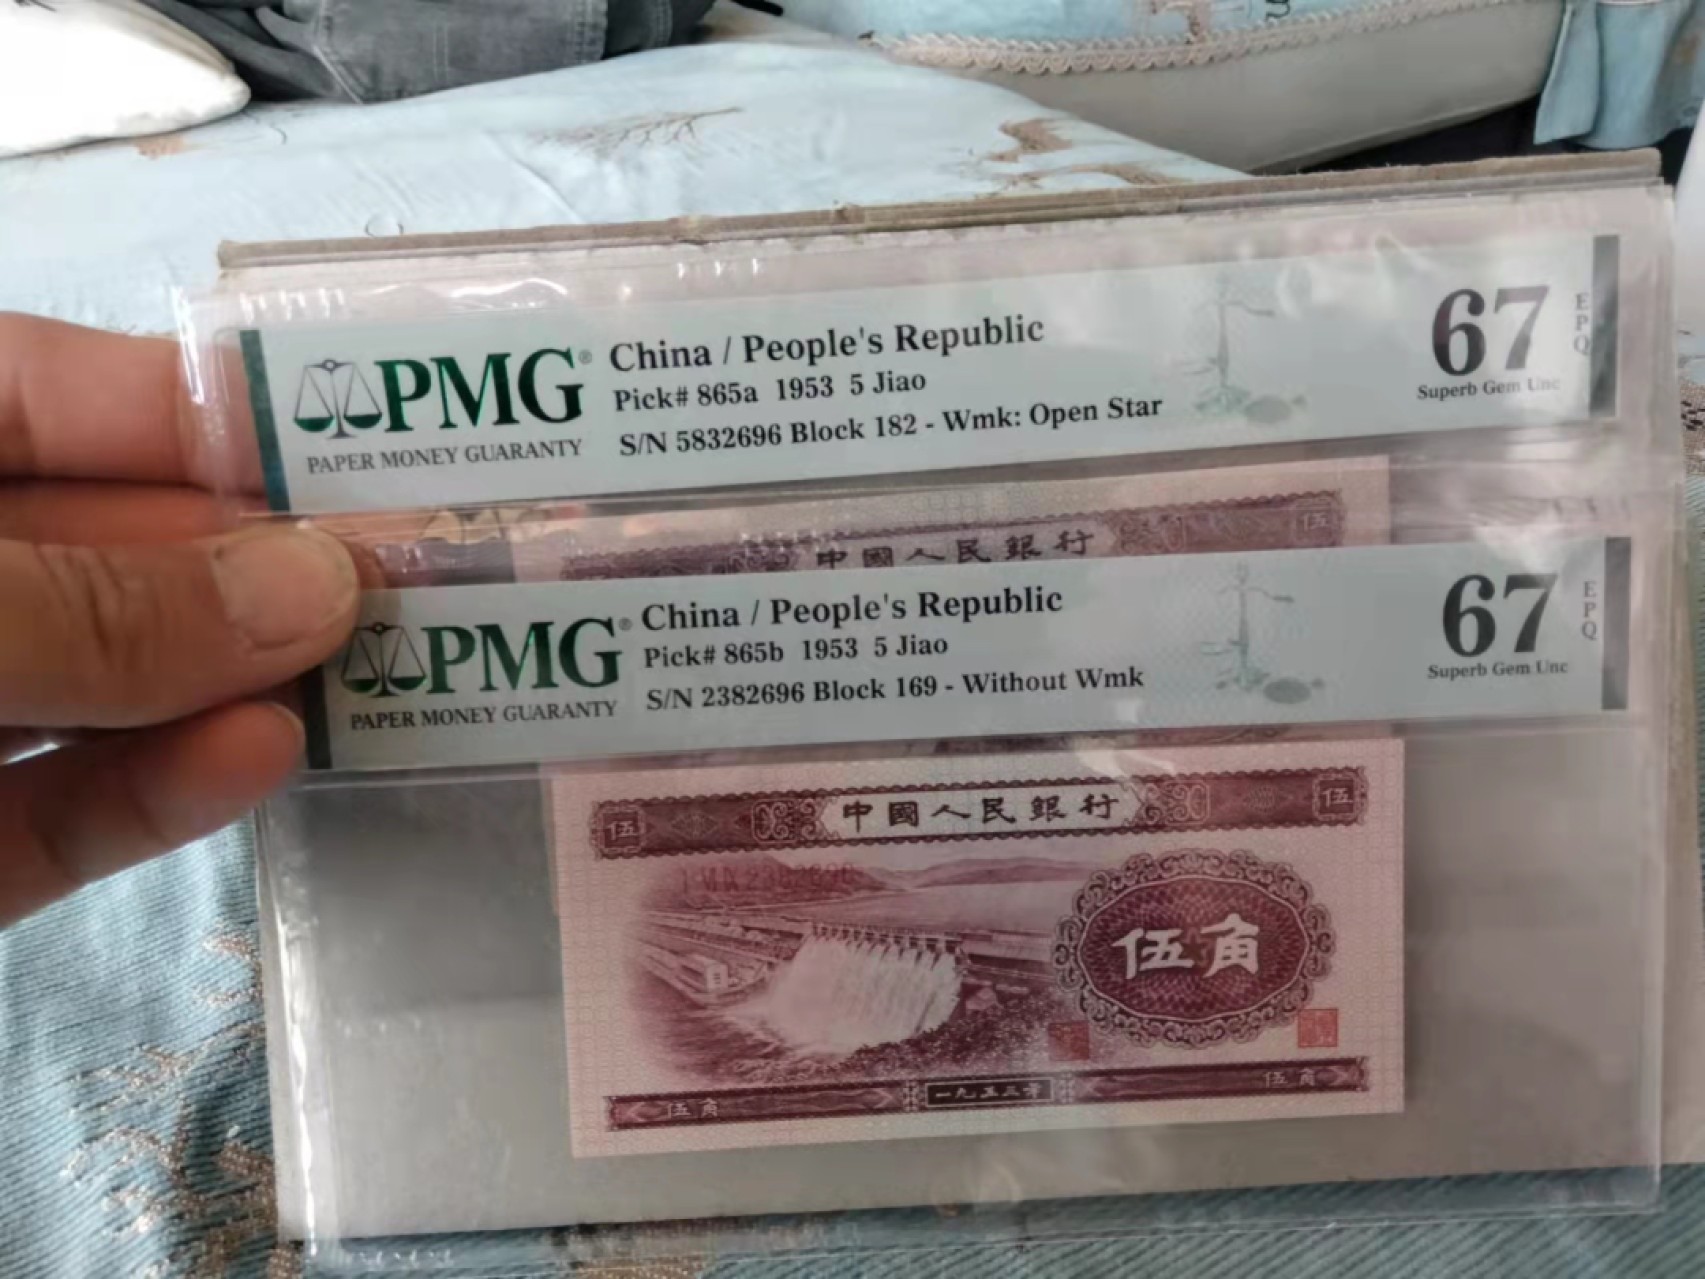 PMG®
PAPER MONEY GUARANTY
China / People's Republic
Pick# 865a 1953 5 Jiao
S/N 5832696 Block 182 - Wmk: Open Star
67
EPQ
Superb Gem Unc
中國人民銀行
伍
PMG®
PAPER MONEY GUARANTY
China / People's Republic
Pick# 865b 1953 5 Jiao
S/N 2382696 Block 169 - Without Wmk
67
EPQ
Superb Gem Unc
伍
中國人民銀行
伍
伍角
伍角
一九五三年
伍角